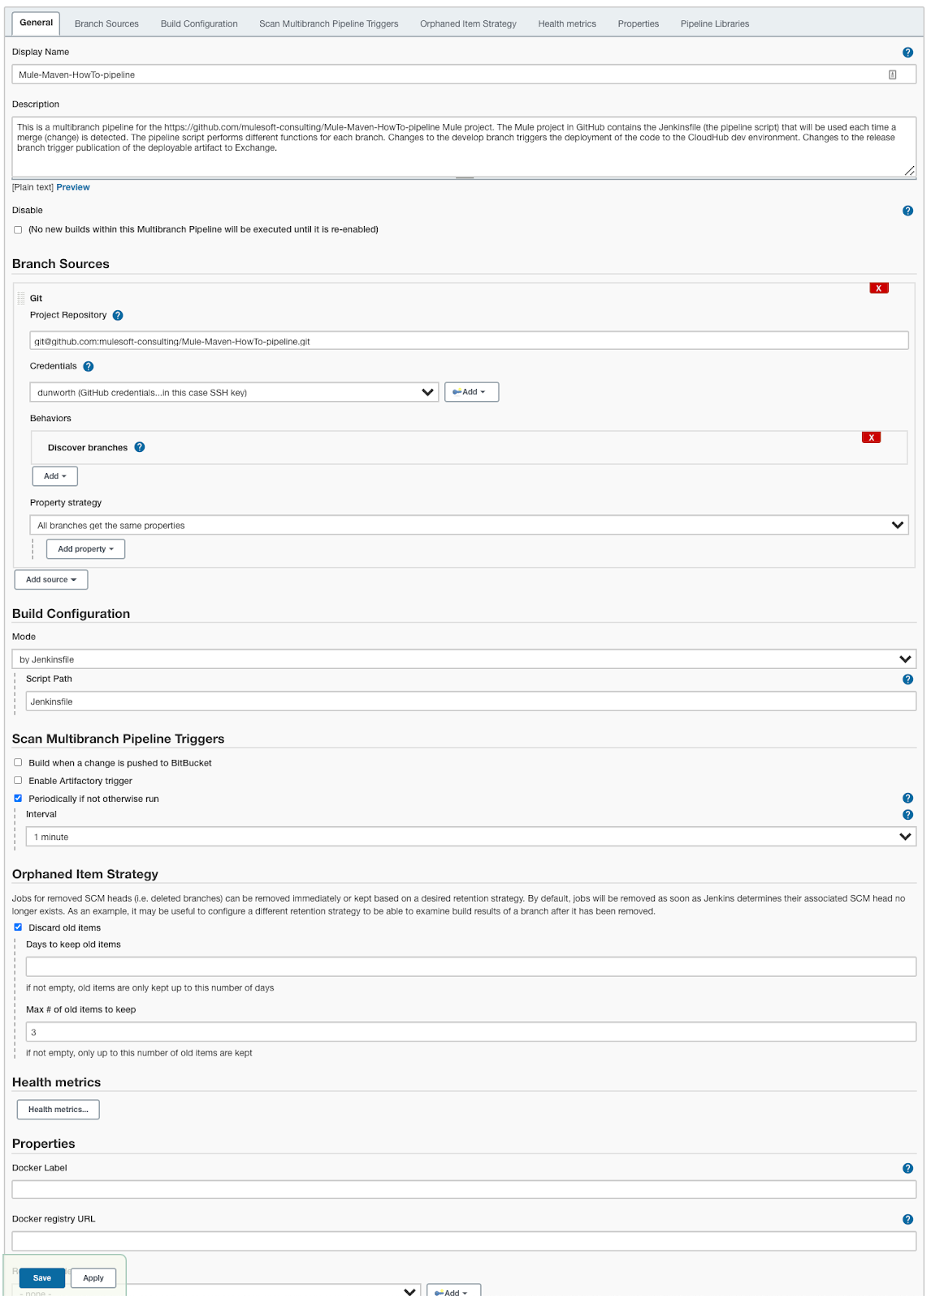 General Branch Sources Build Configuration Scan Multibranch Pipeline Triggers Orphaned Item Strategy Health metrics Properties Pipeline Libraries
Display Name
Mule-Maven-HowTo-pipeline
Description
This is a multibranch pipeline for the https://github.com/mulesoft-consulting/Mule-Maven-HowTo-pipeline Mule project. The Mule project in GitHub contains the Jenkinsfile (the pipeline script) that will be used each time a
merge (change) is detected. The pipeline script performs different functions for each branch. Changes to the develop branch triggers the deployment of the code to the CloudHub dev environment. Changes to the release
branch trigger publication of the deployable artifact to Exchange.
[Plain text] Preview
Disable
(No new builds within this Multibranch Pipeline will be executed until it is re-enabled)
Branch Sources
X
Git
Project Repository ?
git@github.com:mulesoft-consulting/Mule-Maven-HowTo-pipeline.git
Credentials ?
dunworth (GitHub credentials...in this case SSH key) Add
Behaviors
X
Discover branches ?
Add
Property strategy
All branches get the same properties
Add property
Add source
Build Configuration
Mode
by Jenkinsfile
Script Path
Jenkinsfile
Scan Multibranch Pipeline Triggers
Build when a change is pushed to BitBucket
Enable Artifactory trigger
Periodically if not otherwise run
Interval
1 minute
Orphaned Item Strategy
Jobs for removed SCM heads (i.e. deleted branches) can be removed immediately or kept based on a desired retention strategy. By default, jobs will be removed as soon as Jenkins determines their associated SCM head no
longer exists. As an example, it may be useful to configure a different retention strategy to be able to examine build results of a branch after it has been removed.
Discard old items
Days to keep old items
if not empty, old items are only kept up to this number of days
Max # of old items to keep
3
if not empty, only up to this number of old items are kept
Health metrics
Health metrics...
Properties
Docker Label
Docker registry URL
Save Apply
- none - Add